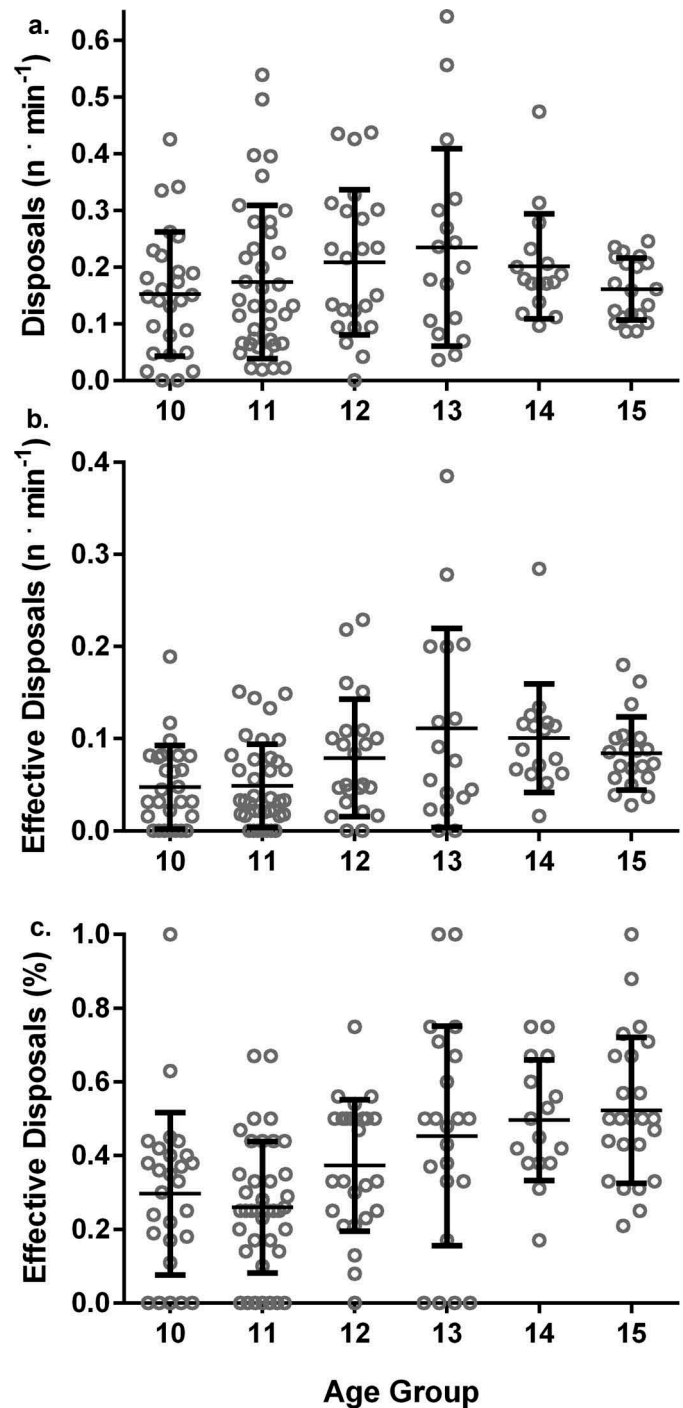 a.
Disposals (n · min⁻¹)
0.6
0.5
0.4
0.3
0.2
0.1
0.0
10 11 12 13 14 15
b.
Effective Disposals (n · min⁻¹)
0.4
0.3
0.2
0.1
0.0
10 11 12 13 14 15
c.
Effective Disposals (%)
1.0
0.8
0.6
0.4
0.2
0.0
10 11 12 13 14 15
Age Group